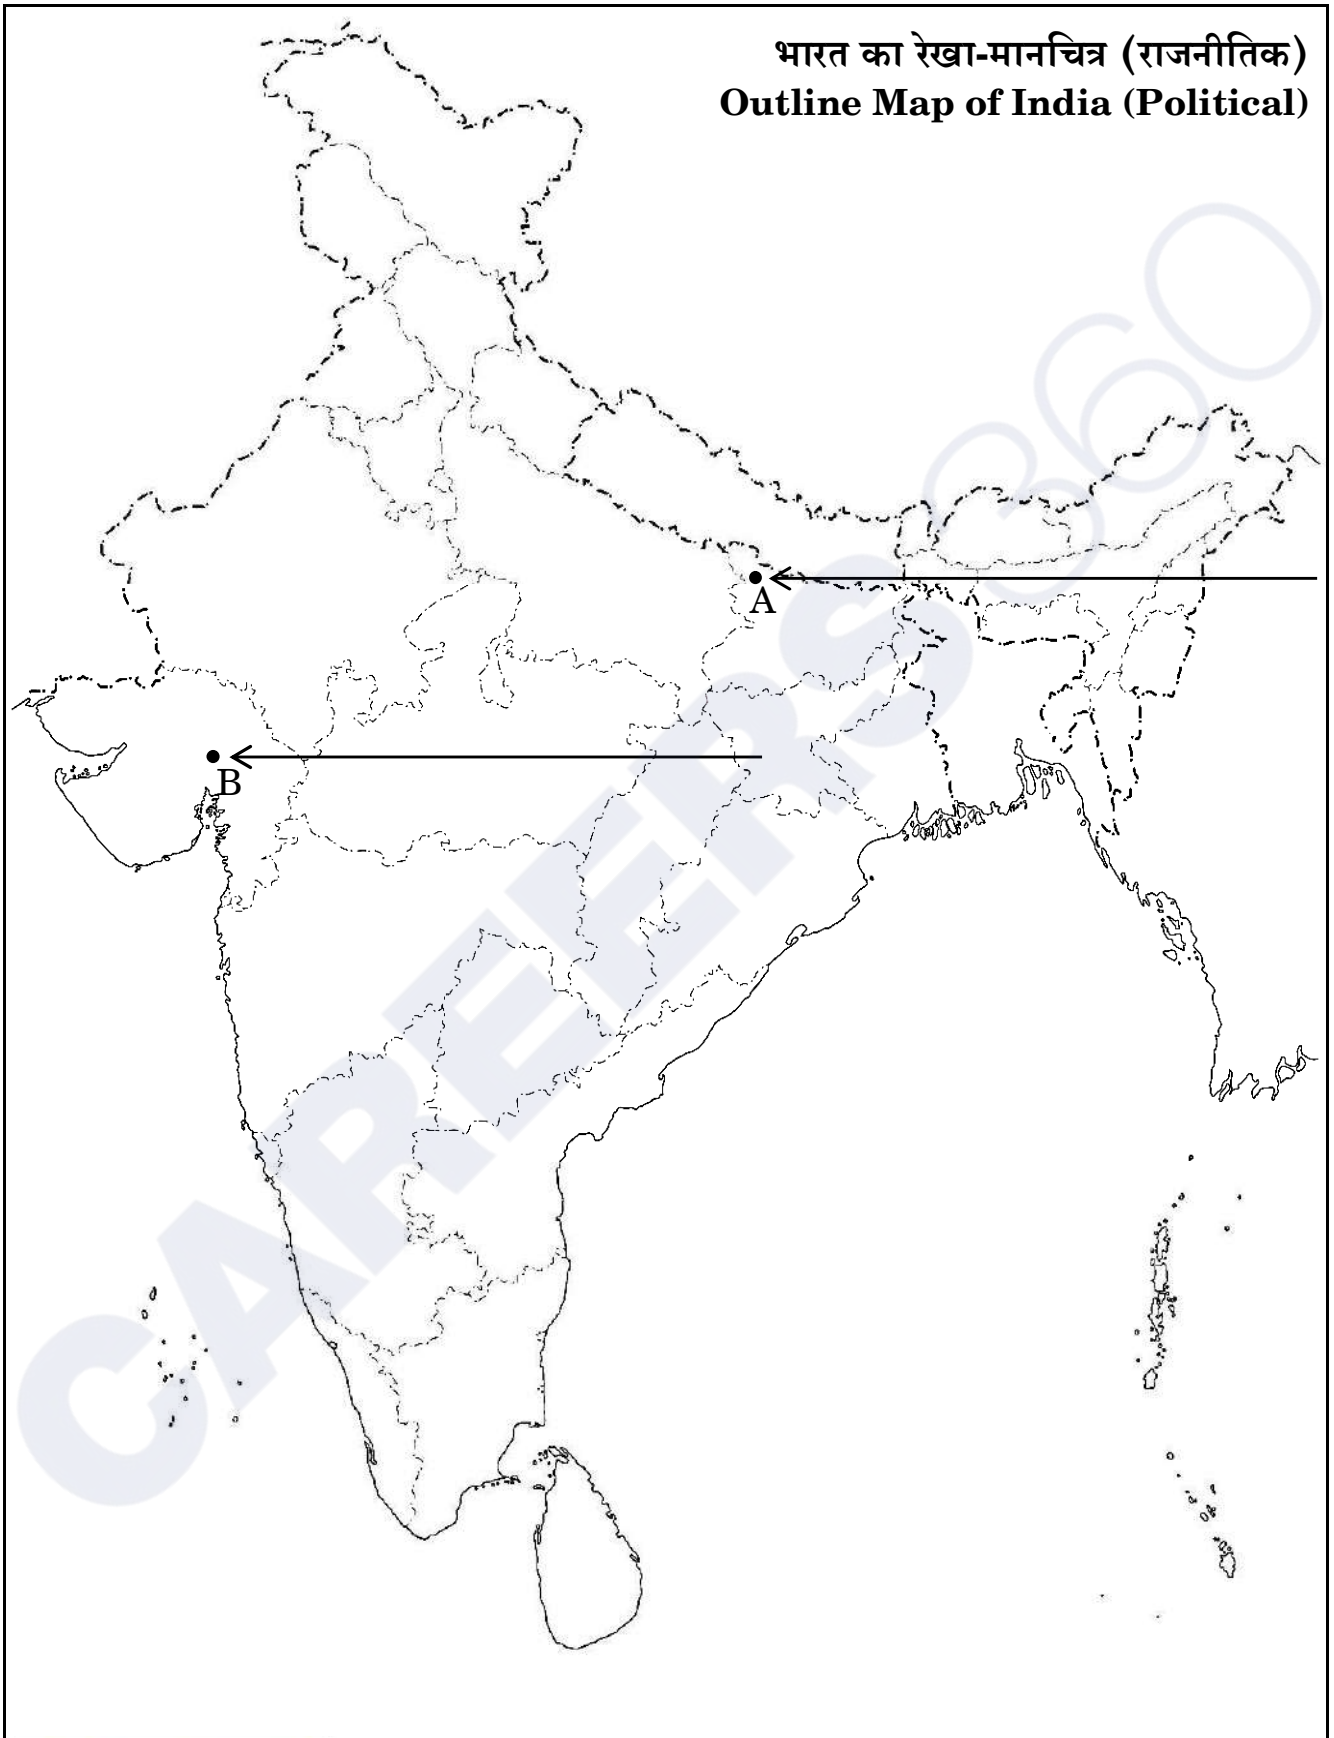 भारत का रेखा-मानचित्र (राजनीतिक)
Outline Map of India (Political)
A
B
CAREERS360